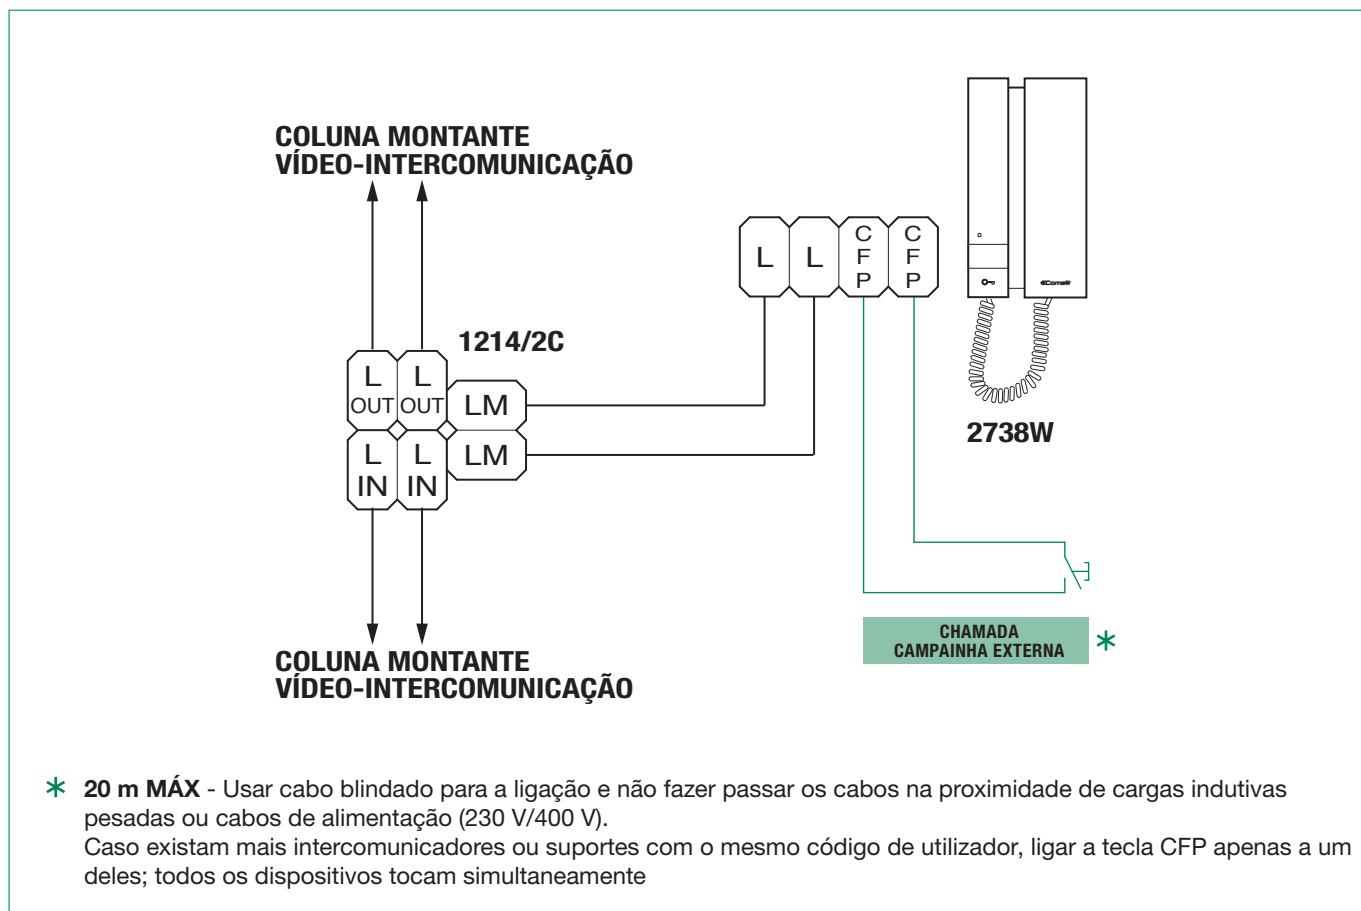 COLUNA MONTANTE
VÍDEO-INTERCOMUNICAÇÃO
L L CFP CFP
Comelit
1214/2C
L OUT L OUT LM
LM
L IN L IN
2738W
CHAMADA
CAMPAINHA EXTERNA *
COLUNA MONTANTE
VÍDEO-INTERCOMUNICAÇÃO
* 20 m MÁX - Usar cabo blindado para a ligação e não fazer passar os cabos na proximidade de cargas indutivas
pesadas ou cabos de alimentação (230 V/400 V).
Caso existam mais intercomunicadores ou suportes com o mesmo código de utilizador, ligar a tecla CFP apenas a um
deles; todos os dispositivos tocam simultaneamente